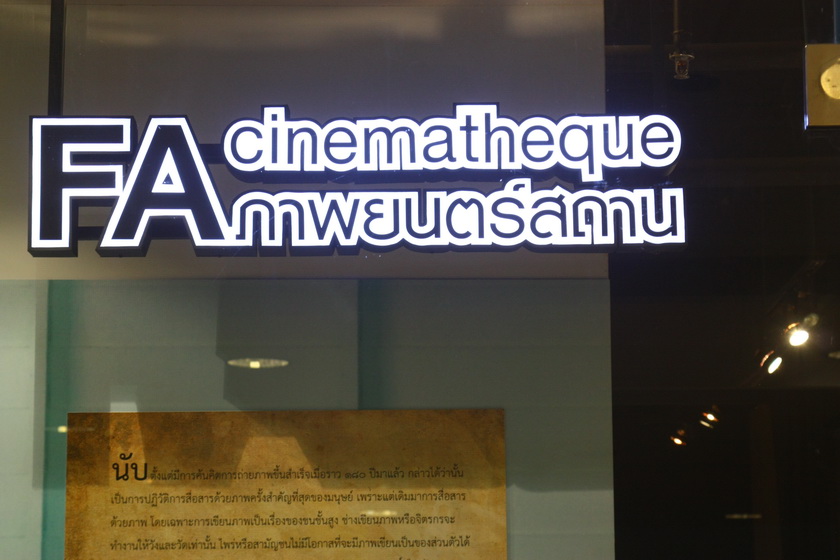 FA cinematheque
ภาพยนตร์สถาน
นับ ตั้งแต่มีการค้นคิดการถ่ายภาพขึ้นสำเร็จเมื่อราว ๑๘๐ ปีมาแล้ว กล่าวได้ว่านั้น
เป็นการปฏิวัติการสื่อสารด้วยภาพครั้งสำคัญที่สุดของมนุษย์ เพราะแต่เดิมมาการสื่อสาร
ด้วยภาพ โดยเฉพาะการเขียนภาพเป็นเรื่องของชนชั้นสูง ช่างเขียนภาพหรือจิตรกรจะ
ทำงานให้วังและวัดเท่านั้น ไพร่หรือสามัญชนไม่มีโอกาสที่จะมีภาพเขียนเป็นของส่วนตัวได้